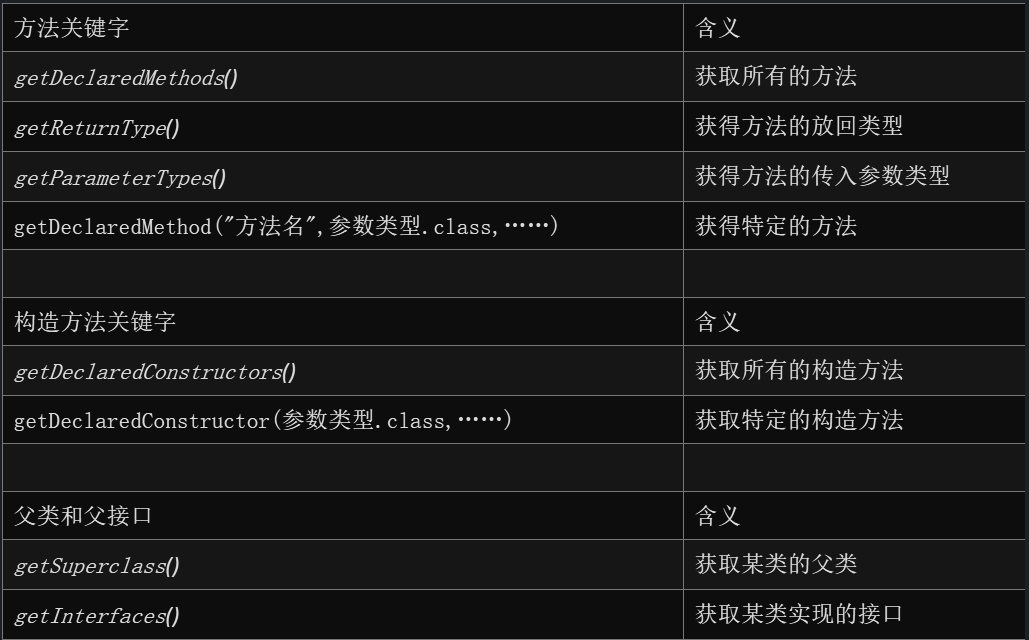 方法关键字 含义
getDeclaredMethods() 获取所有的方法
getReturnType() 获得方法的放回类型
getParameterTypes() 获得方法的传入参数类型
getDeclaredMethod("方法名",参数类型.class,……) 获得特定的方法
构造方法关键字 含义
getDeclaredConstructors() 获取所有的构造方法
getDeclaredConstructor(参数类型.class,……) 获取特定的构造方法
父类和父接口 含义
getSuperclass() 获取某类的父类
getInterfaces() 获取某类实现的接口